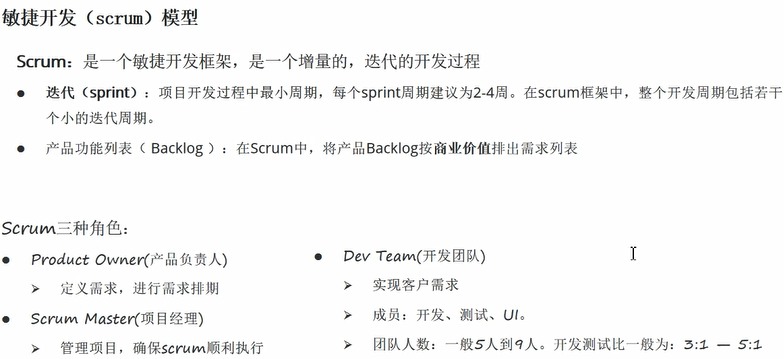 敏捷开发（scrum）模型
Scrum：是一个敏捷开发框架，是一个增量的，迭代的开发过程
● 迭代（sprint）：项目开发过程中最小周期，每个sprint周期建议为2-4周。在scrum框架中，整个开发周期包括若干
个小的迭代周期。
● 产品功能列表（ Backlog ）：在Scrum中，将产品Backlog按商业价值排出需求列表
Scrum三种角色：
● Product Owner(产品负责人)
➢ 定义需求，进行需求排期
● Scrum Master(项目经理)
➢ 管理项目，确保scrum顺利执行
● Dev Team(开发团队)
➢ 实现客户需求
➢ 成员：开发、测试、UI。
➢ 团队人数：一般5人到9人。开发测试比一般为：3:1 — 5:1